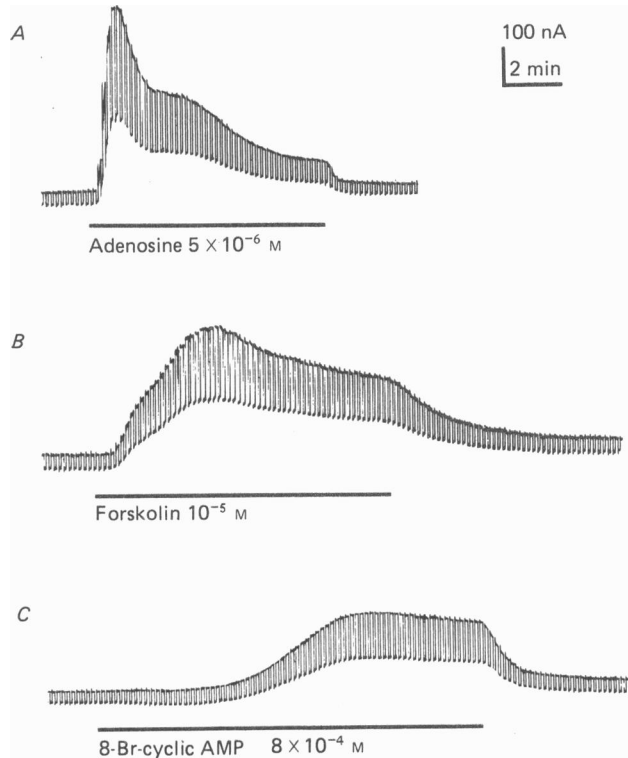 A
100 nA
2 min
Adenosine 5 × 10⁻⁶ M
B
Forskolin 10⁻⁵ M
C
8-Br-cyclic AMP 8 × 10⁻⁴ M